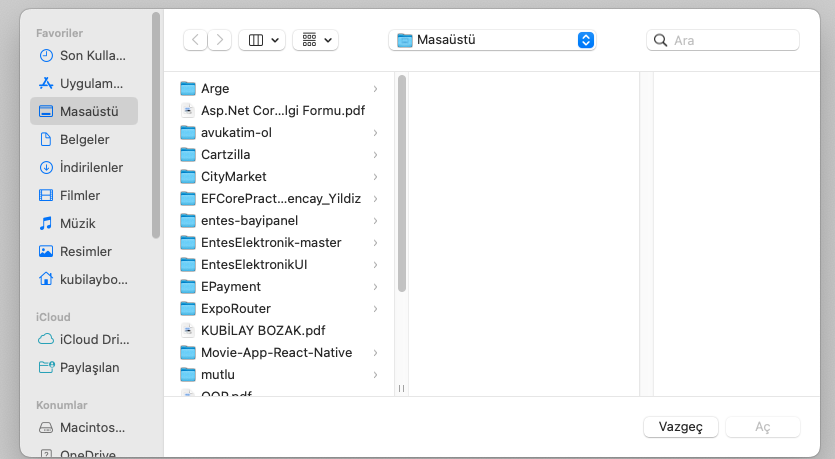 Favoriler
Son Kulla...
Uygulam...
Masaüstü
Belgeler
İndirilenler
Filmler
Müzik
Resimler
kubilaybo...
iCloud
iCloud Dri...
Paylaşılan
Konumlar
Macintos...
OneDrive
Masaüstü
Ara
Arge
Asp.Net Cor...lgi Formu.pdf
avukatim-ol
Cartzilla
CityMarket
EFCorePract...encay_Yildiz
entes-bayipanel
EntesElektronik-master
EntesElektronikUI
EPayment
ExpoRouter
KUBİLAY BOZAK.pdf
Movie-App-React-Native
mutlu
OOP.pdf
Vazgeç
Aç